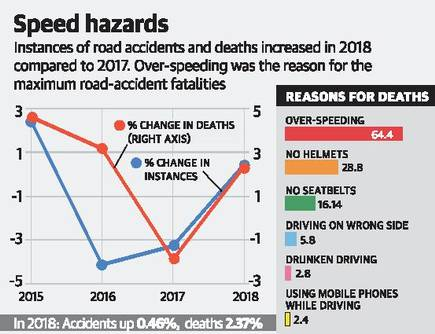 Speed hazards
Instances of road accidents and deaths increased in 2018
compared to 2017. Over-speeding was the reason for the
maximum road-accident fatalities
REASONS FOR DEATHS
OVER-SPEEDING
64.4
NO HELMETS
28.8
NO SEATBELTS
16.14
DRIVING ON WRONG SIDE
5.8
DRUNKEN DRIVING
2.8
USING MOBILE PHONES
WHILE DRIVING
2.4
3
1
-1
-3
-5
% CHANGE IN DEATHS
(RIGHT AXIS)
% CHANGE IN
INSTANCES
5
3
1
-1
-3
2015 2016 2017 2018
In 2018: Accidents up 0.46%, deaths 2.37%